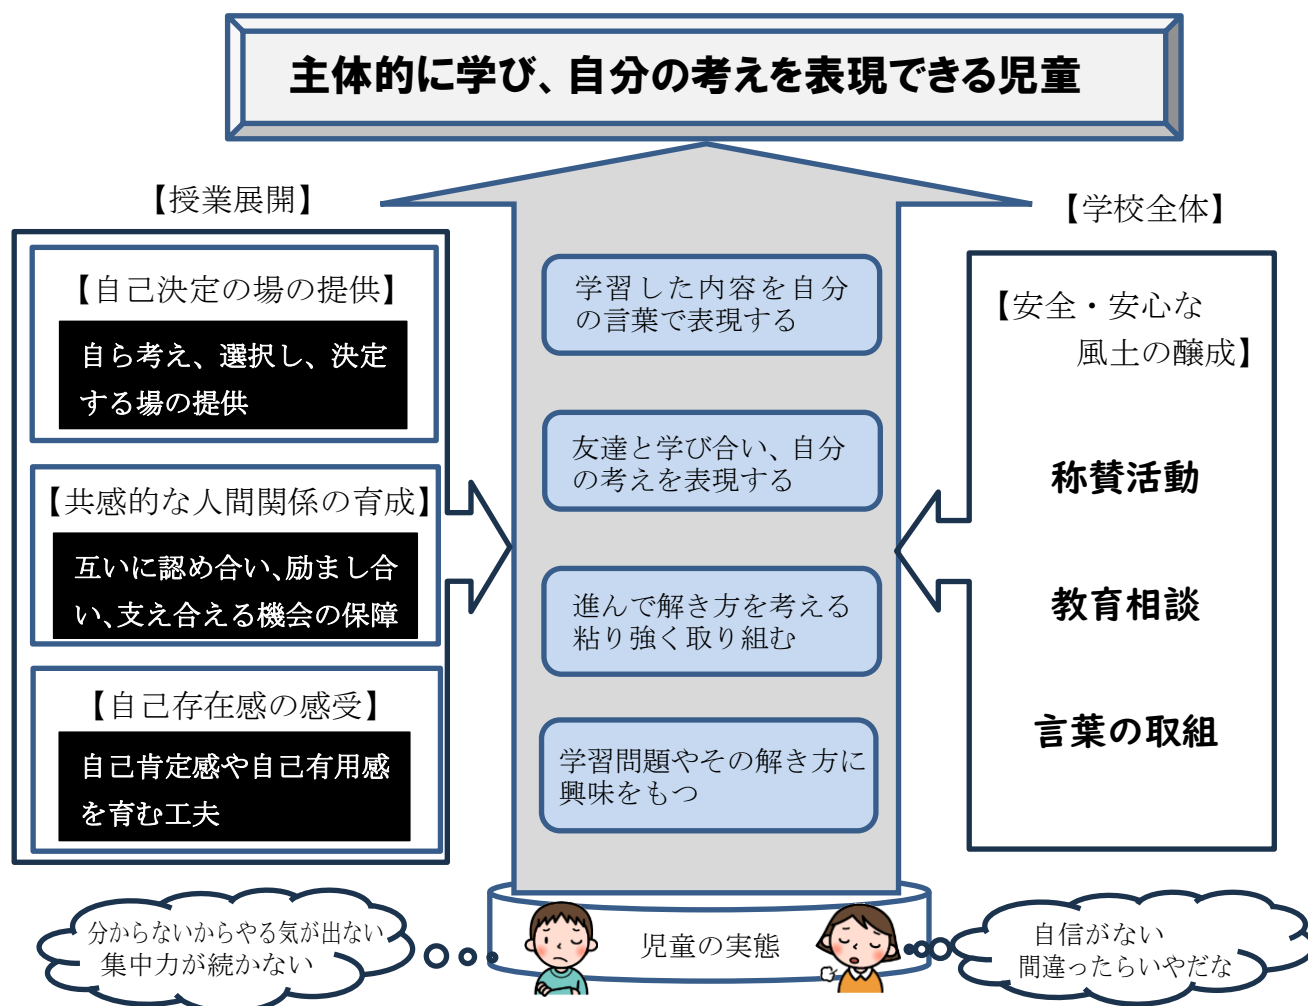 主体的に学び、自分の考えを表現できる児童
【授業展開】
【自己決定の場の提供】
自ら考え、選択し、決定
する場の提供
【共感的な人間関係の育成】
互いに認め合い、励まし合
い、支え合える機会の保障
【自己存在感の感受】
自己肯定感や自己有用感
を育む工夫
学習した内容を自分
の言葉で表現する
友達と学び合い、自分
の考えを表現する
進んで解き方を考える
粘り強く取り組む
学習問題やその解き方に
興味をもつ
【学校全体】
【安全・安心な
風土の醸成】
称賛活動
教育相談
言葉の取組
分からないからやる気が出ない
集中力が続かない
児童の実態
自信がない
間違ったらいやだな